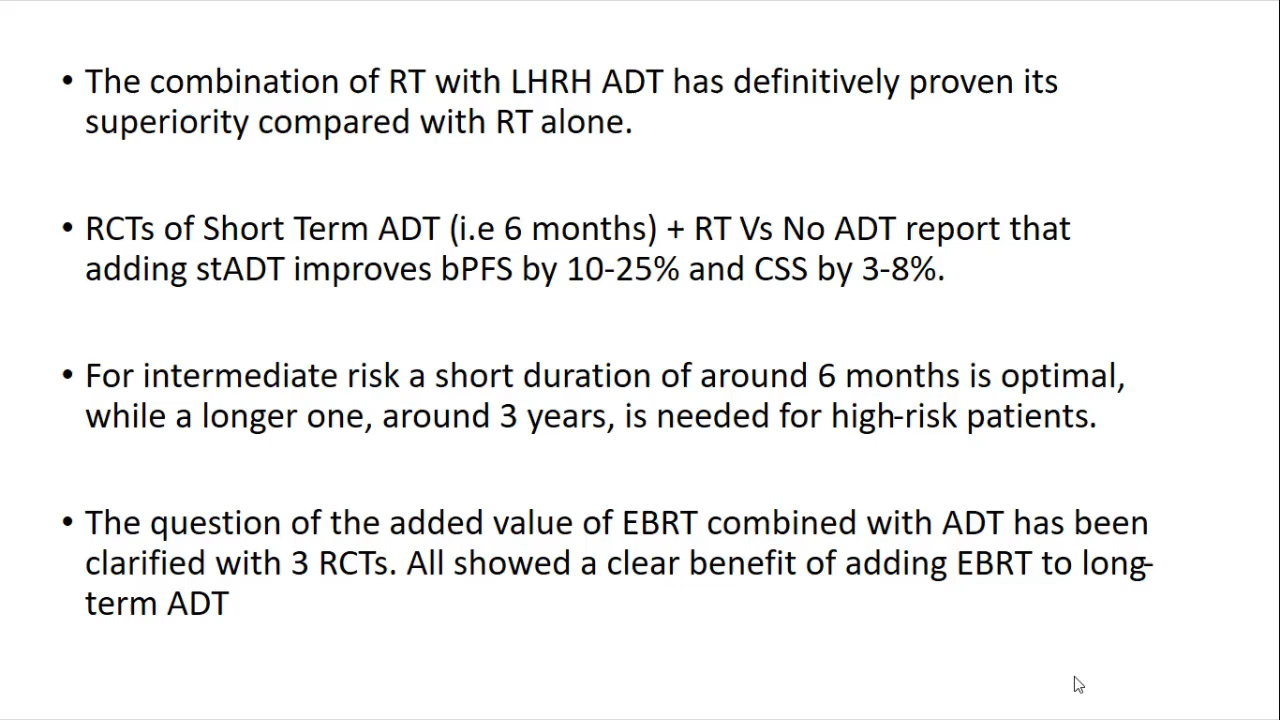 • The combination of RT with LHRH ADT has definitively proven its
superiority compared with RT alone.
• RCTs of Short Term ADT (i.e 6 months) + RT Vs No ADT report that
adding stADT improves bPFS by 10-25% and CSS by 3-8%.
• For intermediate risk a short duration of around 6 months is optimal,
while a longer one, around 3 years, is needed for high-risk patients.
• The question of the added value of EBRT combined with ADT has been
clarified with 3 RCTs. All showed a clear benefit of adding EBRT to long-
term ADT